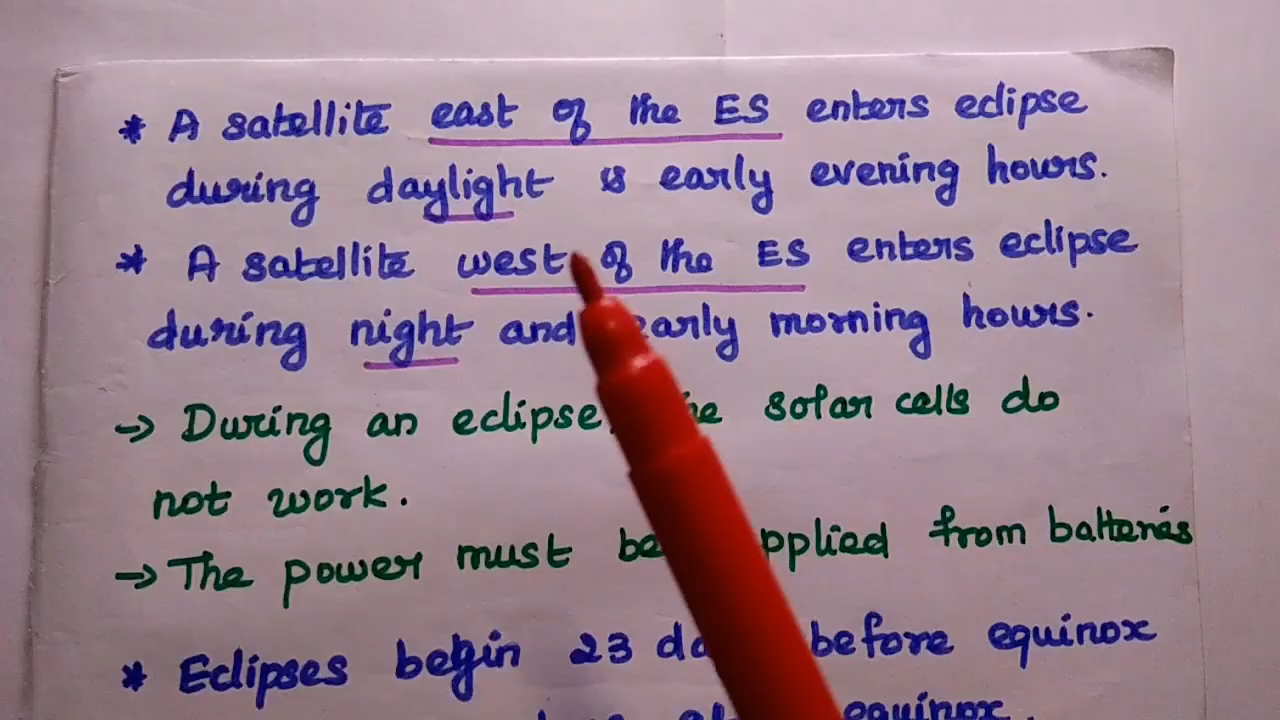 * A satellite east of the ES enters eclipse
during daylight & early evening hours.
* A satellite west of the ES enters eclipse
during night and early morning hours.
→ During an eclipse, the solar cells do
not work.
→ The power must be supplied from batteries
* Eclipses begin 23 days before equinox
equinox.